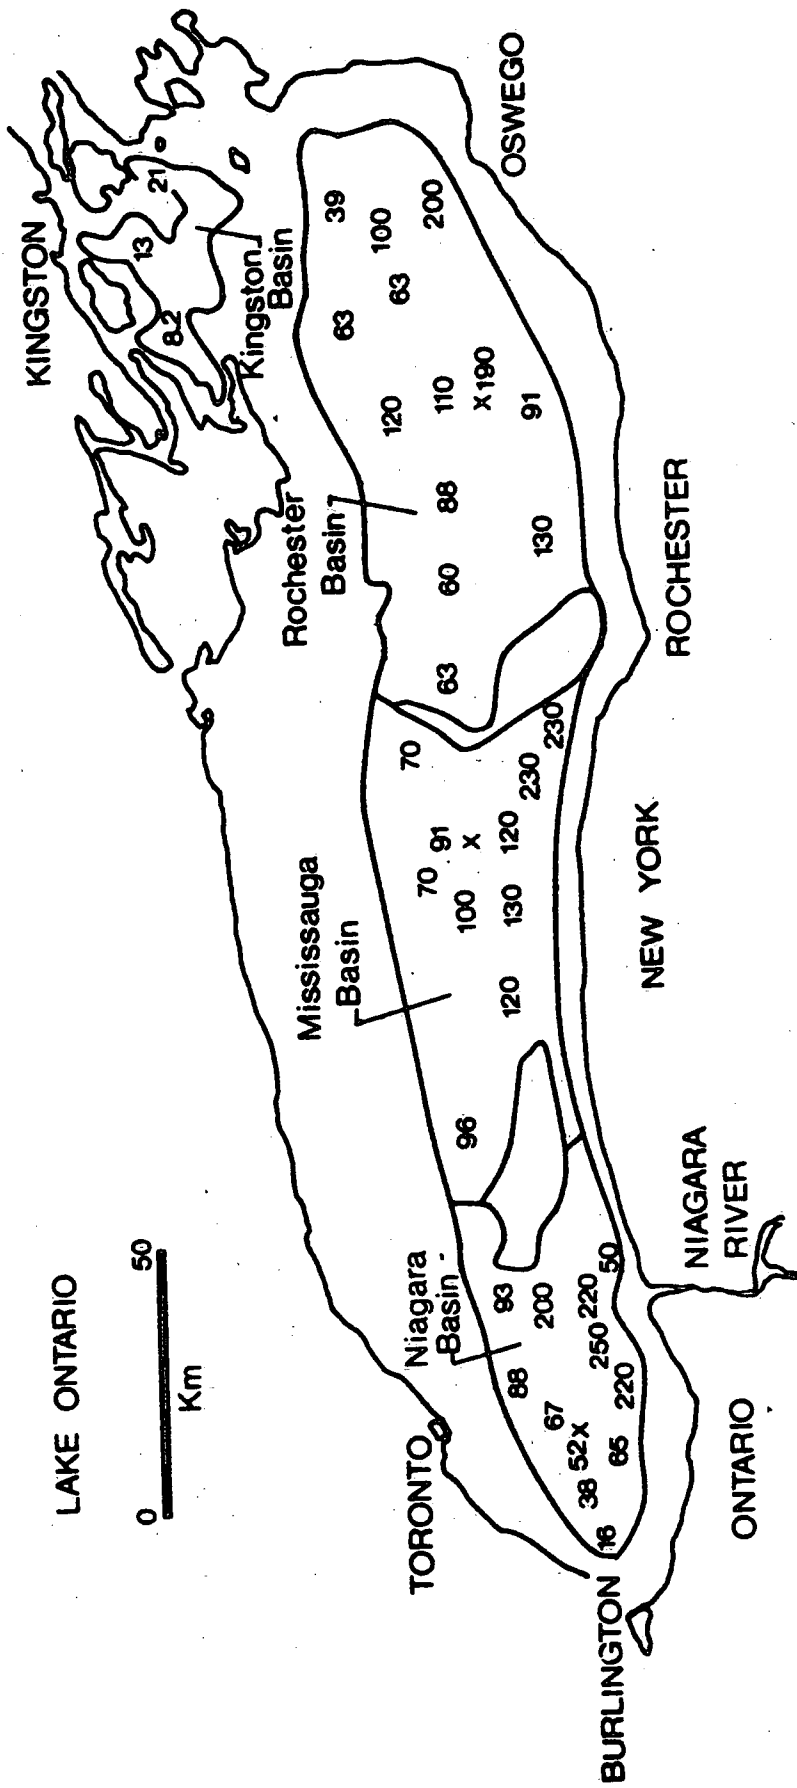 LAKE ONTARIO
0 50
Km
KINGSTON
TORONTO
BURLINGTON
ONTARIO
NIAGARA
RIVER
NEW YORK
ROCHESTER
OSWEGO
Niagara
Basin
Mississauga
Basin
Rochester
Basin
Kingston
Basin
16
38
52X
67
65
88
220
250
220
50
93
200
96
120
100
130
70
91
X
120
70
230
230
63
60
88
130
120
110
X190
91
63
63
39
100
200
8.2
13
21